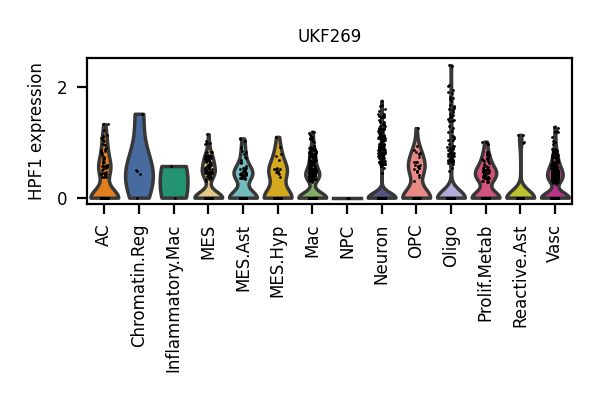 UKF269
HPF1 expression
2
0
AC
Chromatin.Reg
Inflammatory.Mac
MES
MES.Ast
MES.Hyp
Mac
NPC
Neuron
OPC
Oligo
Prolif.Metab
Reactive.Ast
Vasc